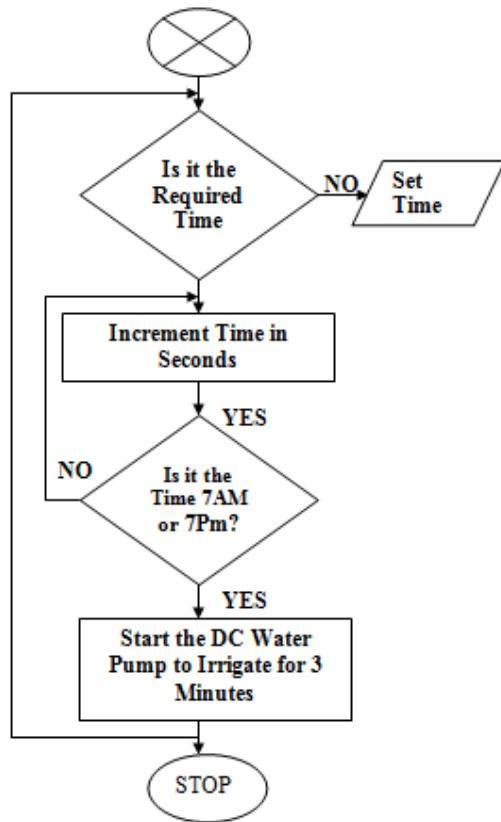 Is it the
Required
Time
NO
Set
Time
Increment Time in
Seconds
YES
NO
Is it the
Time 7AM
or 7Pm?
YES
Start the DC Water
Pump to Irrigate for 3
Minutes
STOP